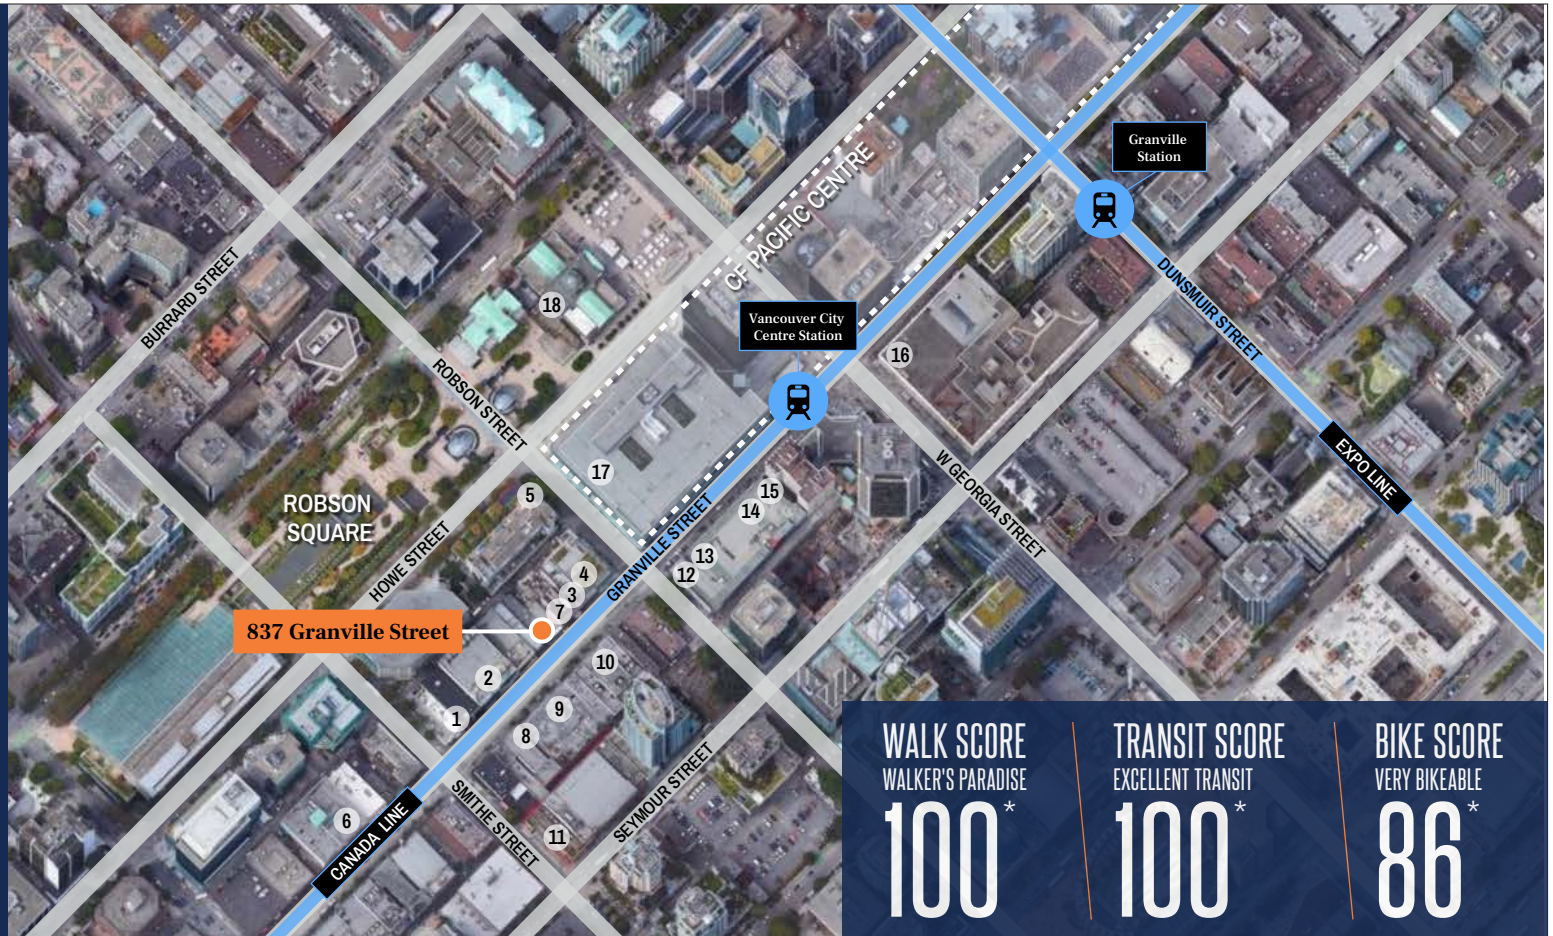 Granville
Station
CF PACIFIC CENTRE
DUNSMUIR STREET
BURRARD STREET
18
Vancouver City
Centre Station
16
ROBSON STREET
EXPO LINE
W GEORGIA STREET
17
5
15
14
ROBSON
SQUARE
HOWE STREET
GRANVILLE STREET
13
12
4
3
7
837 Granville Street
10
2
9
1
8
SEYMOUR STREET
SMITHE STREET
6
11
CANADA LINE
WALK SCORE
WALKER'S PARADISE
100*
TRANSIT SCORE
EXCELLENT TRANSIT
100*
BIKE SCORE
VERY BIKEABLE
86*